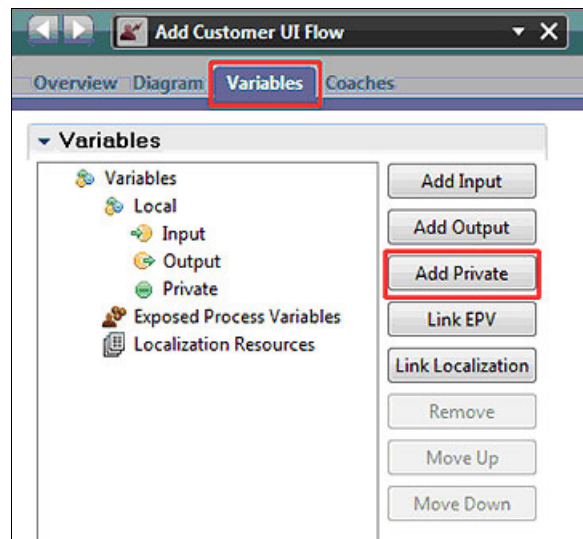 Add Customer UI Flow
Overview Diagram Variables Coaches
Variables
Variables
Local
Input
Output
Private
Exposed Process Variables
Localization Resources
Add Input
Add Output
Add Private
Link EPV
Link Localization
Remove
Move Up
Move Down